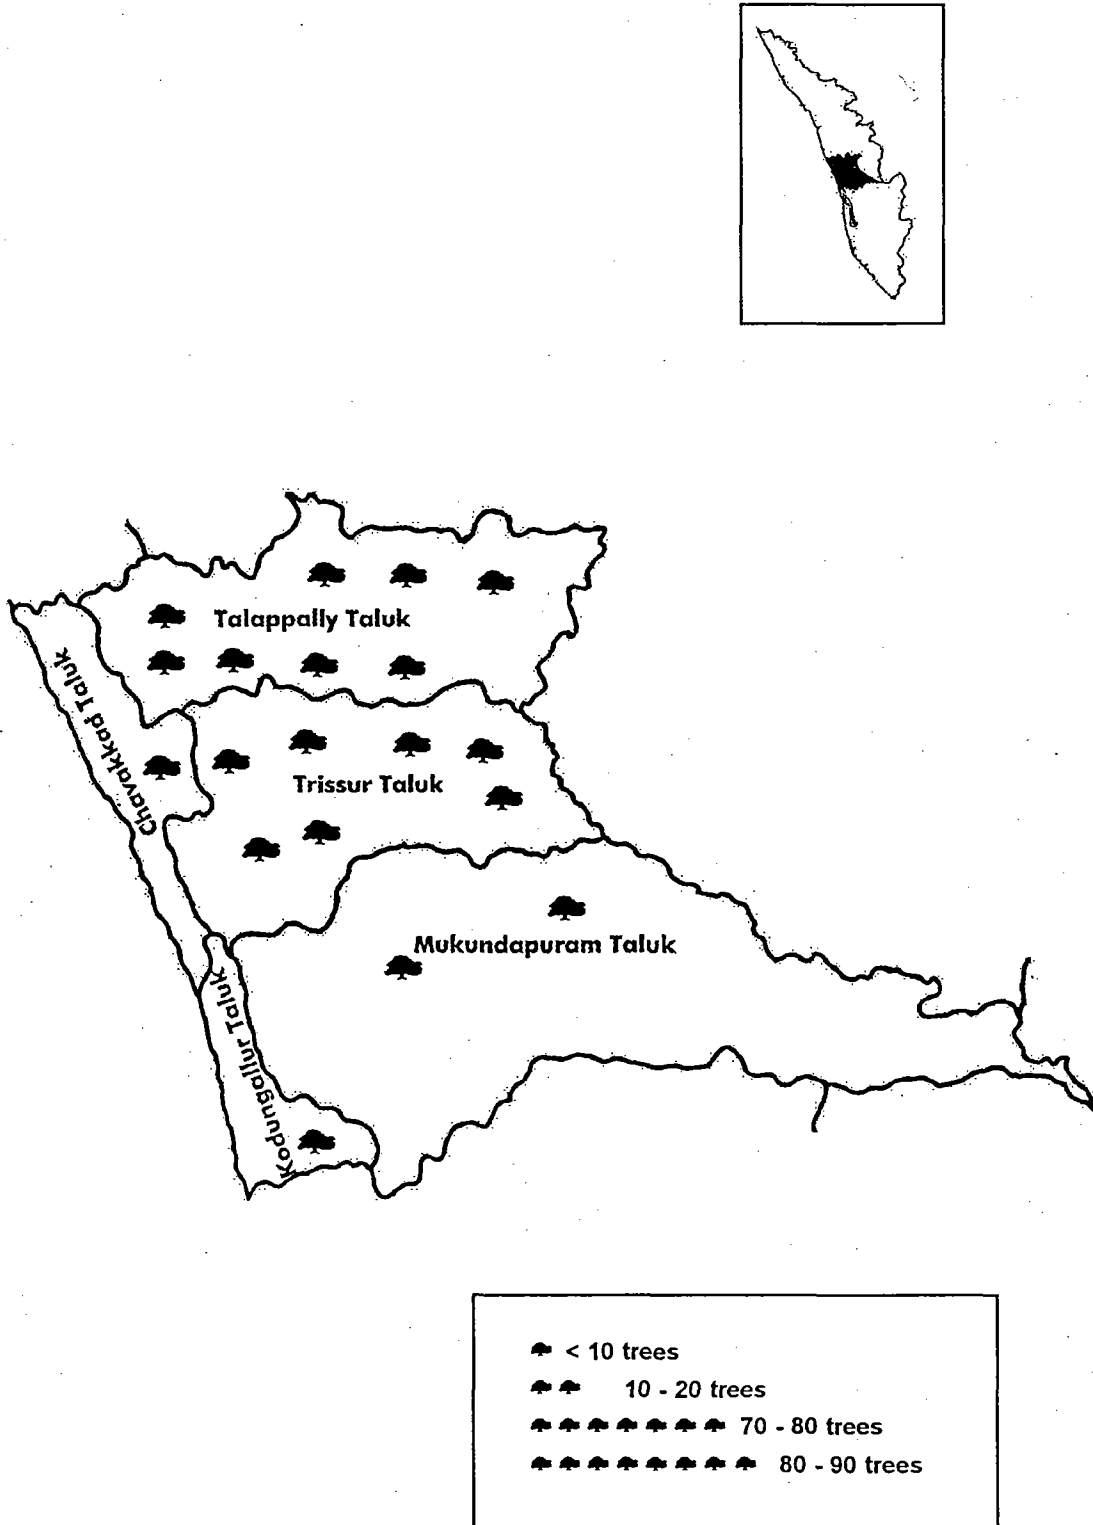 Talappally Taluk
Chavakkad Taluk
Trissur Taluk
Mukundapuram Taluk
Kodungallur Taluk
< 10 trees
10 - 20 trees
70 - 80 trees
80 - 90 trees